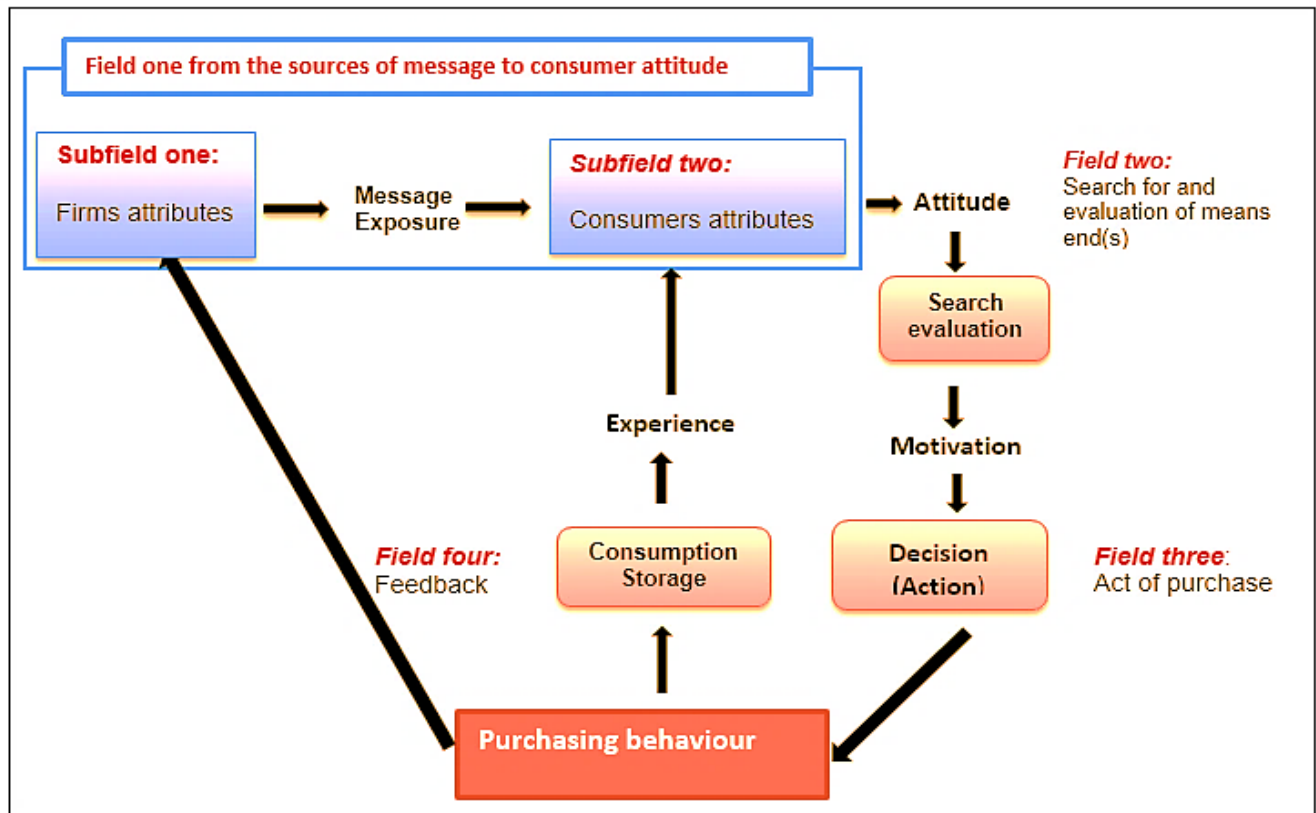 Field one from the sources of message to consumer attitude
Subfield one:
Firms attributes
Message
Exposure
Subfield two:
Consumers attributes
Attitude
Field two:
Search for and
evaluation of means
end(s)
Search
evaluation
Experience
Motivation
Field four:
Feedback
Consumption
Storage
Decision
(Action)
Field three:
Act of purchase
Purchasing behaviour